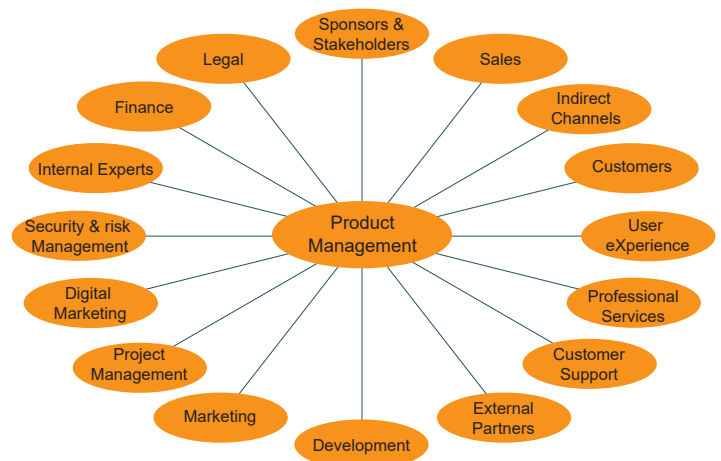 Sponsors &
Stakeholders
Legal
Sales
Finance
Indirect
Channels
Internal Experts
Customers
Security & risk
Management
Product
Management
User
eXperience
Digital
Marketing
Professional
Services
Project
Management
Customer
Support
Marketing
External
Partners
Development